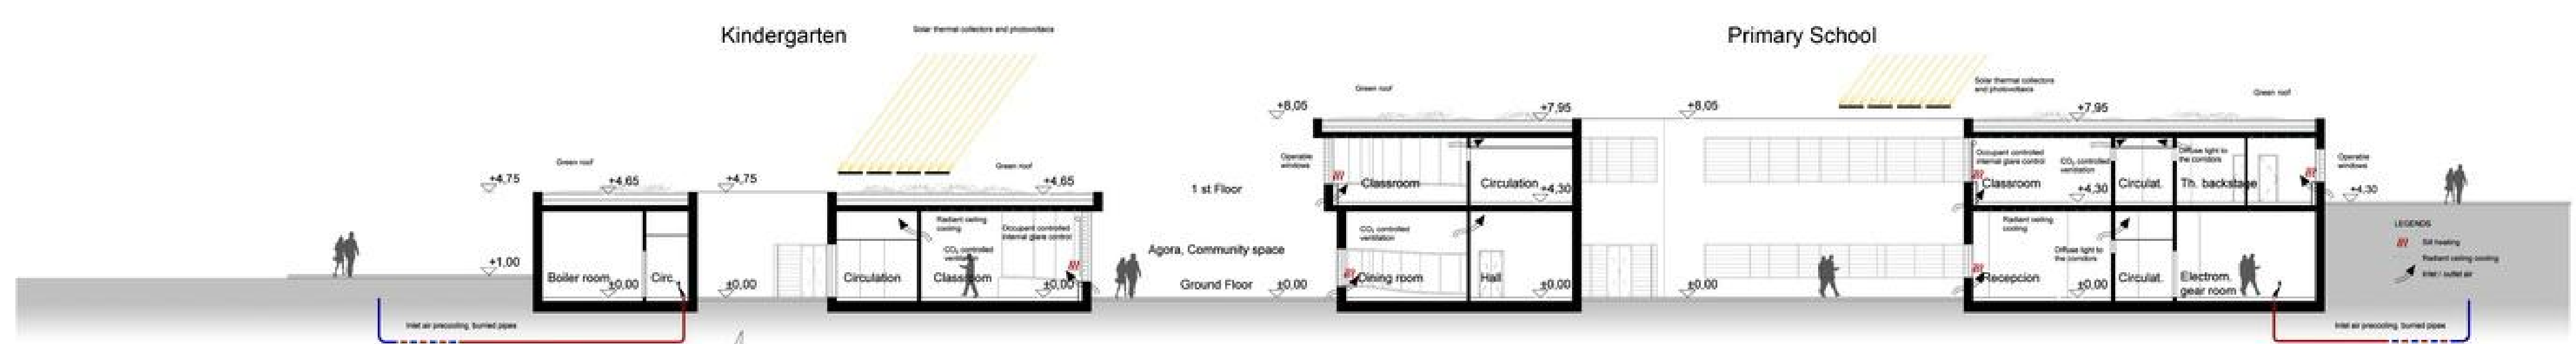 Kindergarten
Solar thermal collectors and photovoltaics
Primary School
Solar thermal collectors
and photovoltaics
Green roof
Green roof
+8,05
+7,95
+8,05
+7,95
Green roof
Green roof
Operable
windows
Occupant controlled
internal glare control
CO₂ controlled
ventilation
Diffuse light to
the corridors
Operable
windows
+4,75
+4,65
+4,75
+4,65
1 st Floor
Classroom
Circulation
+4,30
Classroom
+4,30
Circulat.
Th. backstage
+4,30
Radiant ceiling
cooling
Occupant controlled
internal glare control
CO₂ controlled
ventilation
CO₂ controlled
ventilation
Radiant ceiling
cooling
Diffuse light to
the corridors
LEGENDS
Sill heating
Radiant ceiling cooling
Inlet / outlet air
Agora, Community space
+1,00
Boiler room
±0,00
Circ.
±0,00
Circulation
Classroom
±0,00
Ground Floor
±0,00
Dining room
Hall
±0,00
±0,00
Recepcion
±0,00
Circulat.
Electrom.
gear room
Inlet air precooling, burried pipes
Inlet air precooling, burried pipes